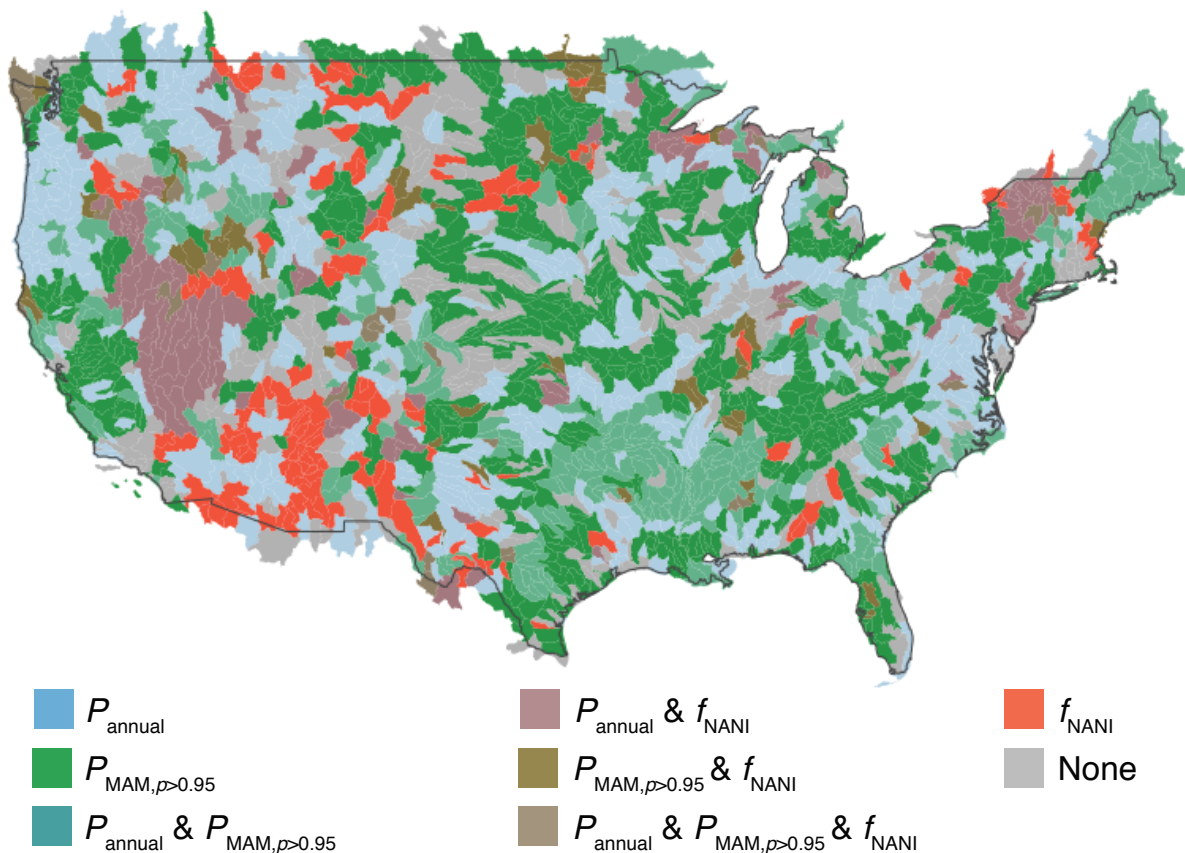 P annual
P MAM,p>0.95
P annual & P MAM,p>0.95
P annual & f NANI
P MAM,p>0.95 & f NANI
P annual & P MAM,p>0.95 & f NANI
f NANI
None